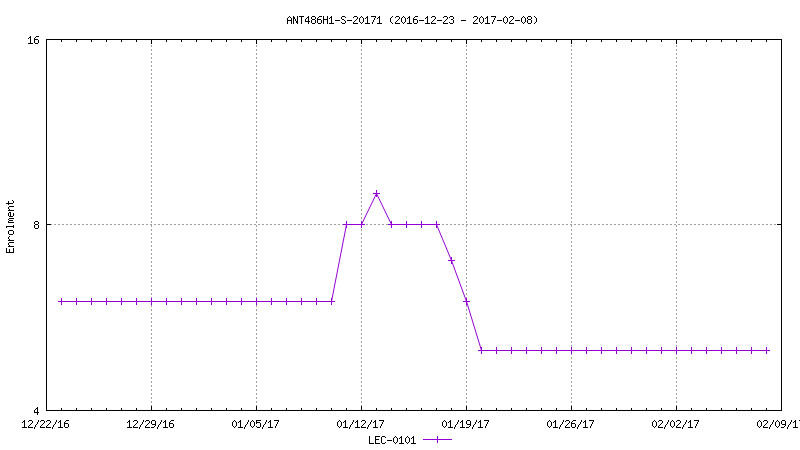 ANT486H1-S-20171 (2016-12-23 - 2017-02-08)
16
8
4
Enrolment
12/22/16 12/29/16 01/05/17 01/12/17 01/19/17 01/26/17 02/02/17 02/09/1
LEC-0101